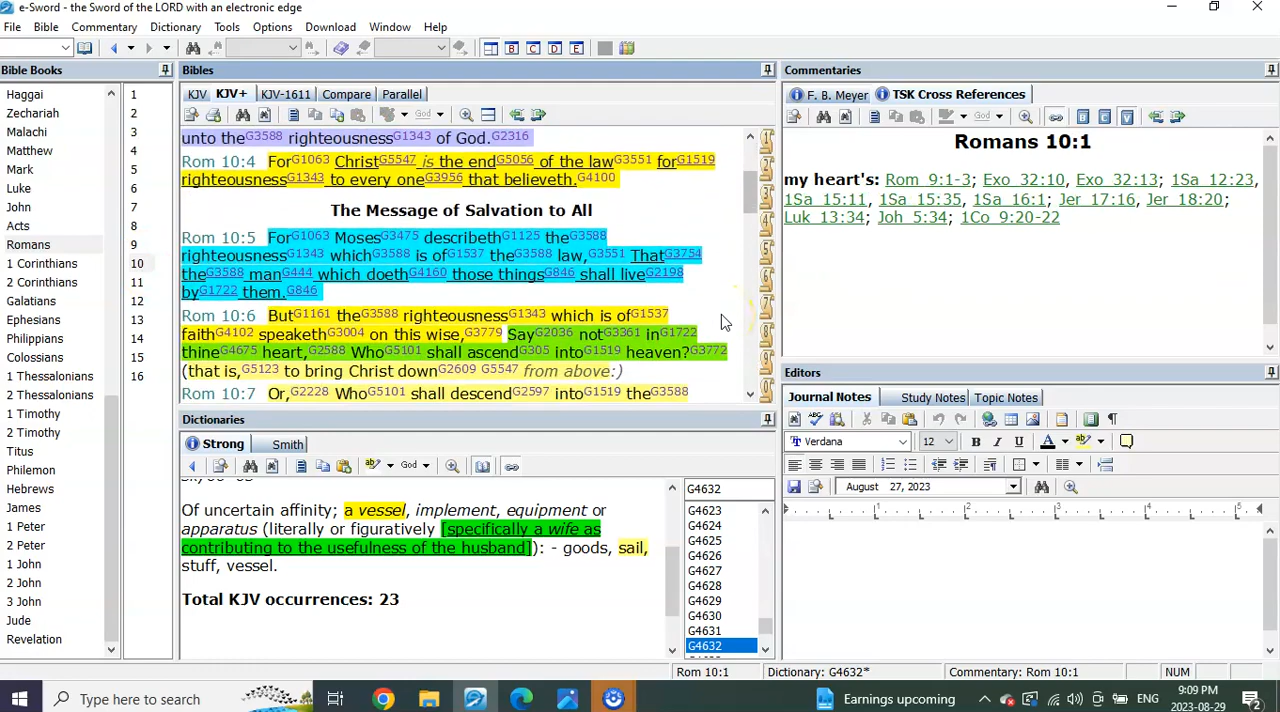 e-Sword - the Sword of the LORD with an electronic edge
File Bible Commentary Dictionary Tools Options Download Window Help
B C D E
Bible Books
Haggai
Zechariah
Malachi
Matthew
Mark
Luke
John
Acts
Romans
1 Corinthians
2 Corinthians
Galatians
Ephesians
Philippians
Colossians
1 Thessalonians
2 Thessalonians
1 Timothy
2 Timothy
Titus
Philemon
Hebrews
James
1 Peter
2 Peter
1 John
2 John
3 John
Jude
Revelation
1
2
3
4
5
6
7
8
9
10
11
12
13
14
15
16
Bibles
KJV KJV+ KJV-1611 Compare Parallel
God
unto theG3588 righteousnessG1343 of God.G2316
Rom 10:4 ForG1063 ChristG5547 is the endG5056 of the lawG3551 forG1519
righteousnessG1343 to every oneG3956 that believeth.G4100
The Message of Salvation to All
Rom 10:5 ForG1063 MosesG3475 describethG1125 theG3588
righteousnessG1343 whichG3588 is ofG1537 theG3588 law,G3551 ThatG3754
theG3588 manG444 which doethG4160 those thingsG846 shall liveG2198
byG1722 them.G846
Rom 10:6 ButG1161 theG3588 righteousnessG1343 which is ofG1537
faithG4102 speakethG3004 on this wise,G3779 SayG2036 notG3361 inG1722
thineG4675 heart,G2588 WhoG5101 shall ascendG305 intoG1519 heaven?G3772
(that is,G5123 to bring Christ downG2609 G5547 from above:)
Rom 10:7 Or,G2228 WhoG5101 shall descendG2597 intoG1519 theG3588
Dictionaries
Strong Smith
God
Of uncertain affinity; a vessel, implement, equipment or
apparatus (literally or figuratively [specifically a wife as
contributing to the usefulness of the husband]): - goods, sail,
stuff, vessel.
Total KJV occurrences: 23
G4632
G4623
G4624
G4625
G4626
G4627
G4628
G4629
G4630
G4631
G4632
Commentaries
F. B. Meyer TSK Cross References
God
Romans 10:1
my heart's: Rom 9:1-3; Exo 32:10, Exo 32:13; 1Sa 12:23,
1Sa 15:11, 1Sa 15:35, 1Sa 16:1; Jer 17:16, Jer 18:20;
Luk 13:34; Joh 5:34; 1Co 9:20-22
Editors
Journal Notes Study Notes Topic Notes
Verdana 12 B I U A
August 27, 2023
1 2 3 4 5
Rom 10:1 Dictionary: G4632* Commentary: Rom 10:1 NUM
Type here to search
Earnings upcoming
ENG
9:09 PM
2023-08-29
2